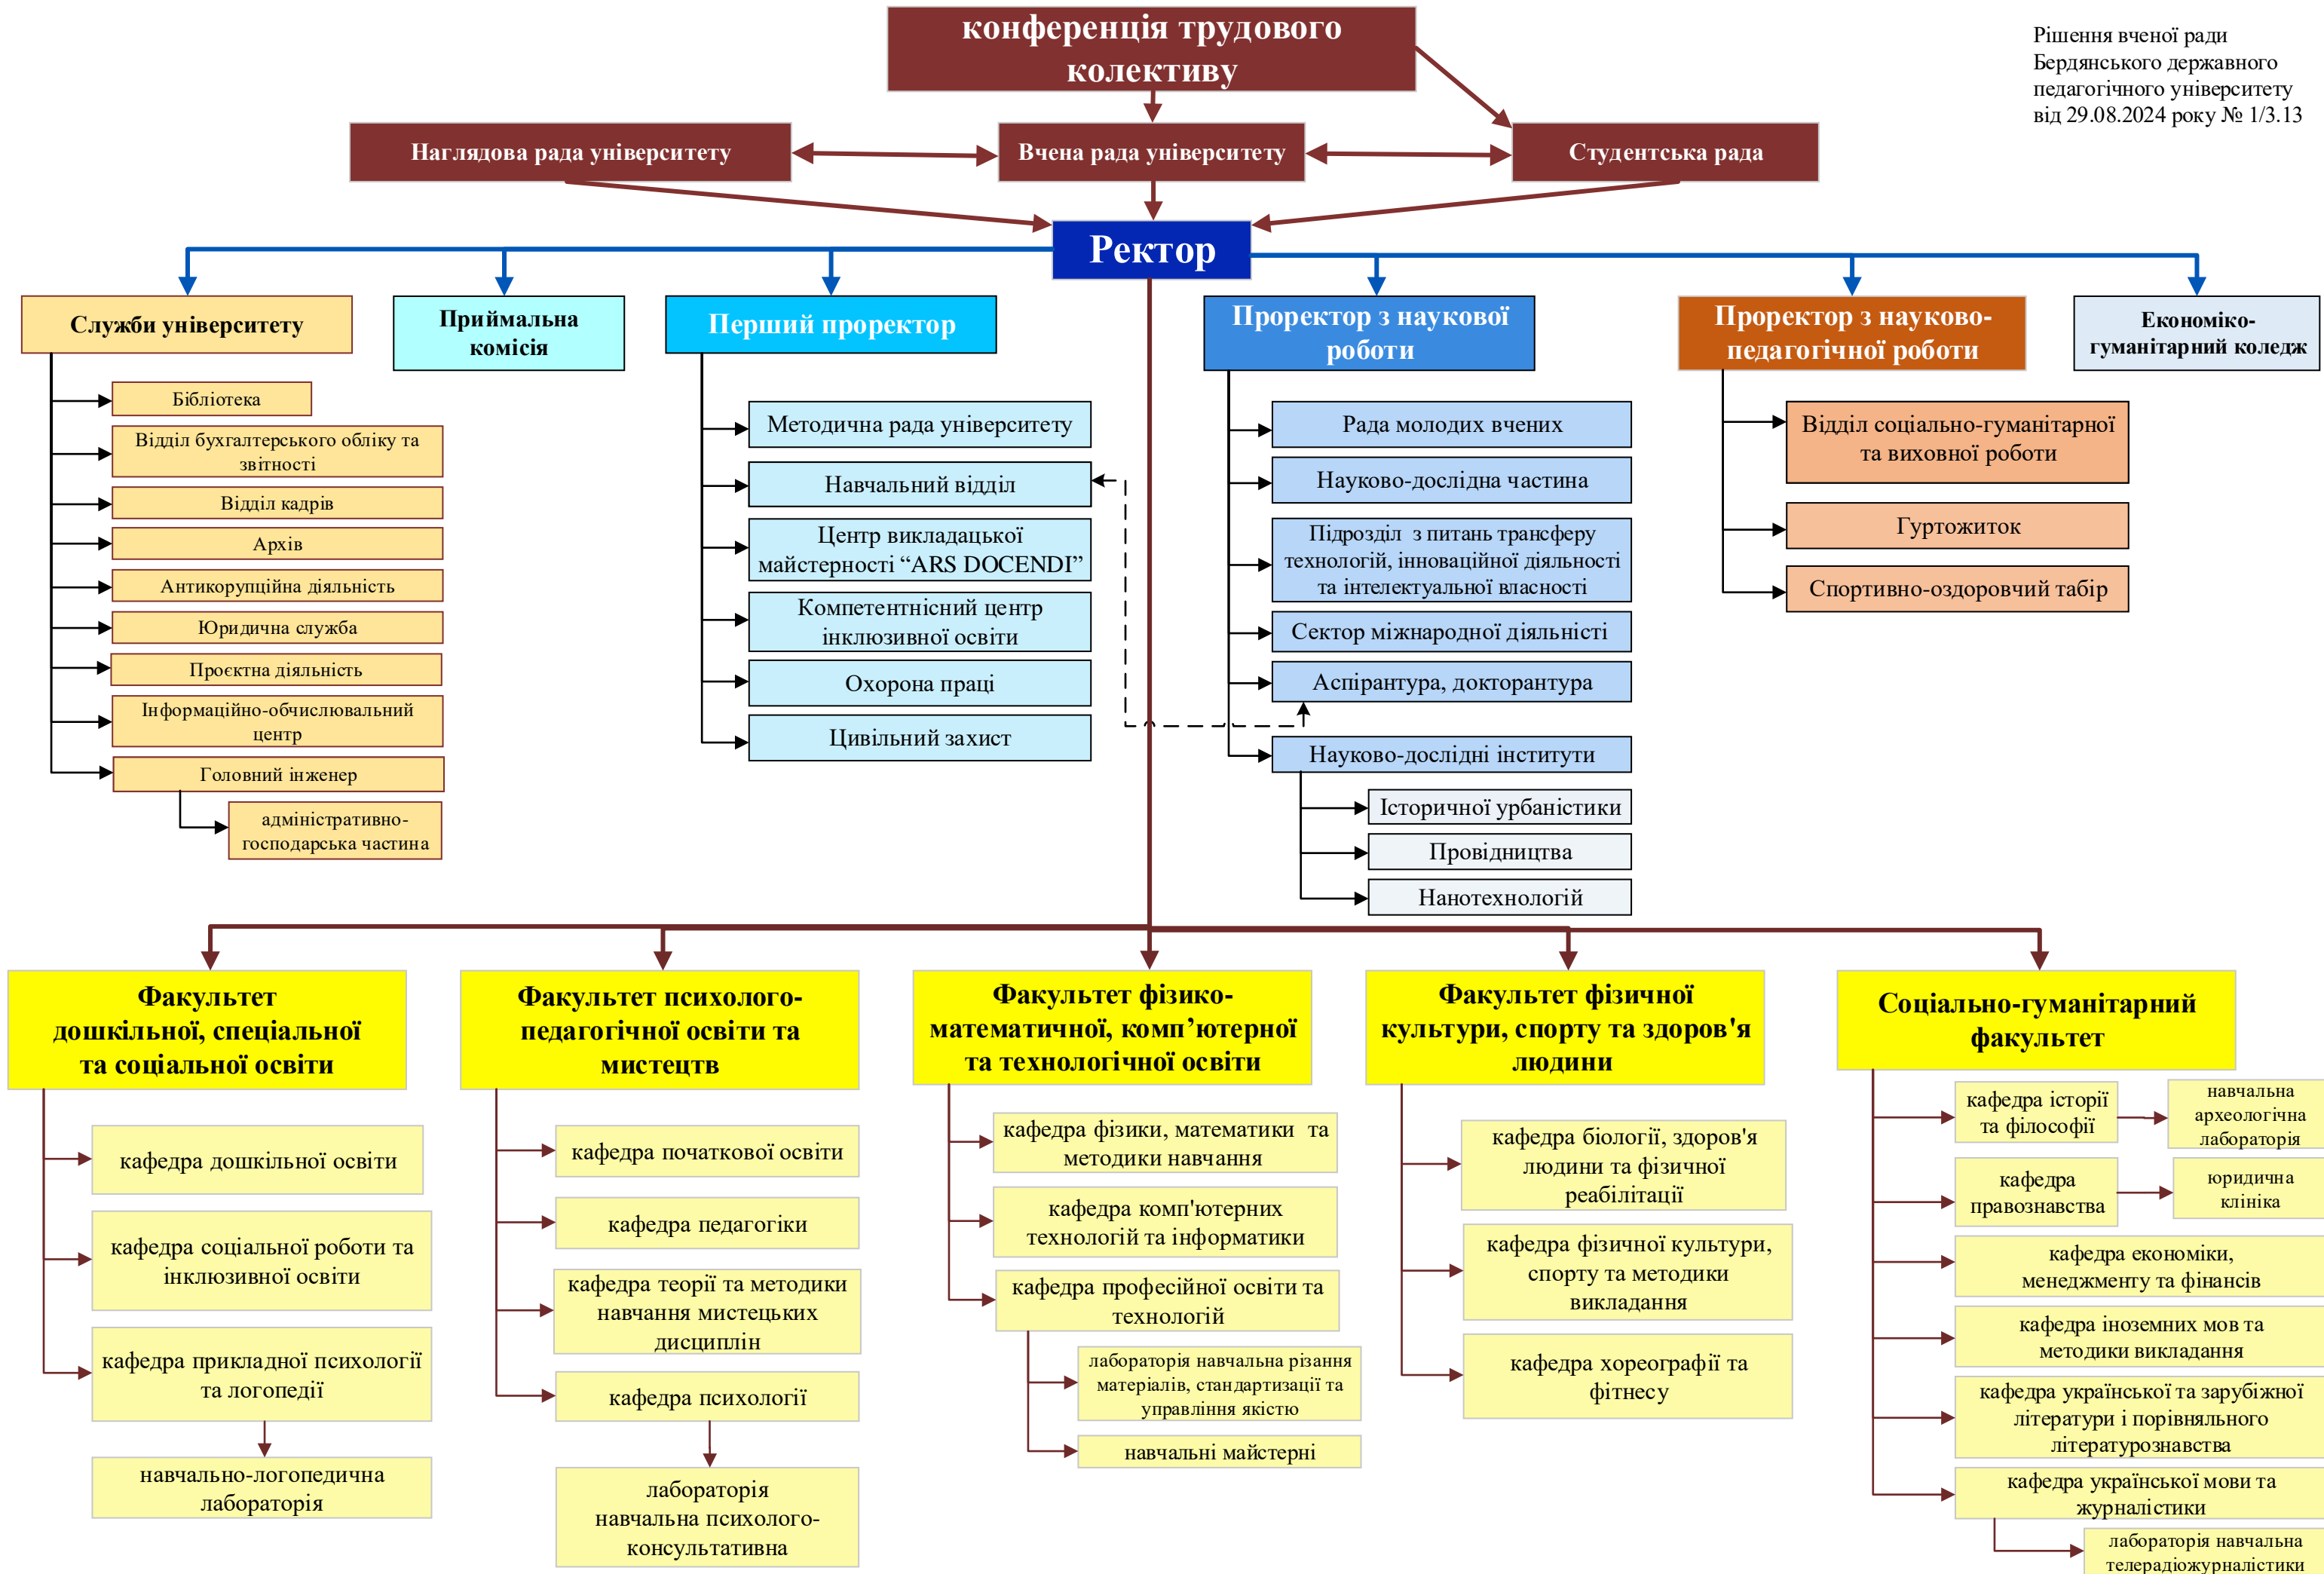 конференція трудового
колективу
Рішення вченої ради
Бердянського державного
педагогічного університету
від 29.08.2024 року № 1/3.13
Наглядова рада університету
Вчена рада університету
Студентська рада
Ректор
Служби університету
Приймальна
комісія
Перший проректор
Проректор з наукової
роботи
Проректор з науково-
педагогічної роботи
Економіко-
гуманітарний коледж
Бібліотека
Відділ бухгалтерського обліку та
звітності
Відділ кадрів
Архів
Антикорупційна діяльність
Юридична служба
Проєктна діяльність
Інформаційно-обчислювальний
центр
Головний інженер
адміністративно-
господарська частина
Методична рада університету
Навчальний відділ
Центр викладацької
майстерності “ARS DOCENDI”
Компетентнісний центр
інклюзивної освіти
Охорона праці
Цивільний захист
Рада молодих вчених
Науково-дослідна частина
Підрозділ з питань трансферу
технологій, інноваційної діяльності
та інтелектуальної власності
Сектор міжнародної діяльністі
Аспірантура, докторантура
Науково-дослідні інститути
Історичної урбаністики
Провідництва
Нанотехнологій
Відділ соціально-гуманітарної
та виховної роботи
Гуртожиток
Спортивно-оздоровчий табір
Факультет
дошкільної, спеціальної
та соціальної освіти
кафедра дошкільної освіти
кафедра соціальної роботи та
інклюзивної освіти
кафедра прикладної психології
та логопедії
навчально-логопедична
лабораторія
Факультет психолого-
педагогічної освіти та
мистецтв
кафедра початкової освіти
кафедра педагогіки
кафедра теорії та методики
навчання мистецьких
дисциплін
кафедра психології
лабораторія
навчальна психолого-
консультативна
Факультет фізико-
математичної, комп’ютерної
та технологічної освіти
кафедра фізики, математики та
методики навчання
кафедра комп'ютерних
технологій та інформатики
кафедра професійної освіти та
технологій
лабораторія навчальна різання
матеріалів, стандартизації та
управління якістю
навчальні майстерні
Факультет фізичної
культури, спорту та здоров'я
людини
кафедра біології, здоров'я
людини та фізичної
реабілітації
кафедра фізичної культури,
спорту та методики
викладання
кафедра хореографії та
фітнесу
Соціально-гуманітарний
факультет
кафедра історії
та філософії
навчальна
археологічна
лабораторія
кафедра
правознавства
юридична
клініка
кафедра економіки,
менеджменту та фінансів
кафедра іноземних мов та
методики викладання
кафедра української та зарубіжної
літератури і порівняльного
літературознавства
кафедра української мови та
журналістики
лабораторія навчальна
телерадіожурналістики